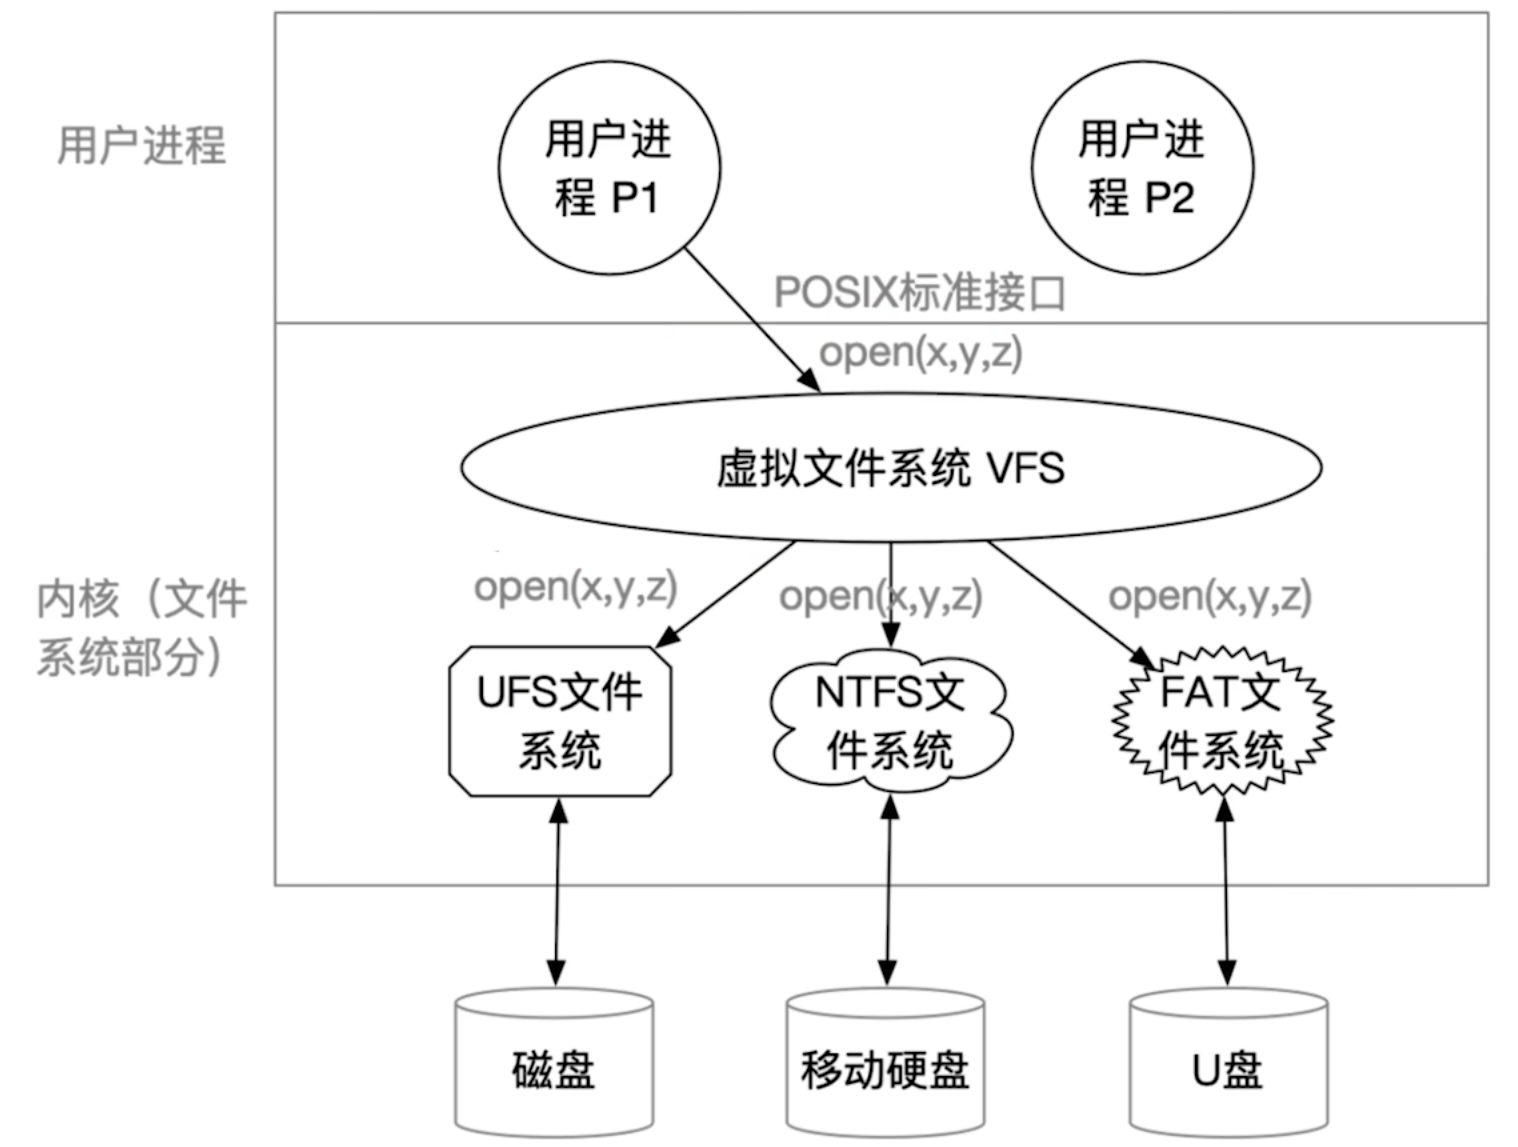 用户进程
用户进
程 P1
用户进
程 P2
POSIX标准接口
open(x,y,z)
虚拟文件系统 VFS
内核（文件
系统部分）
open(x,y,z)
open(x,y,z)
open(x,y,z)
UFS文件
系统
NTFS文
件系统
FAT文
件系统
磁盘
移动硬盘
U盘